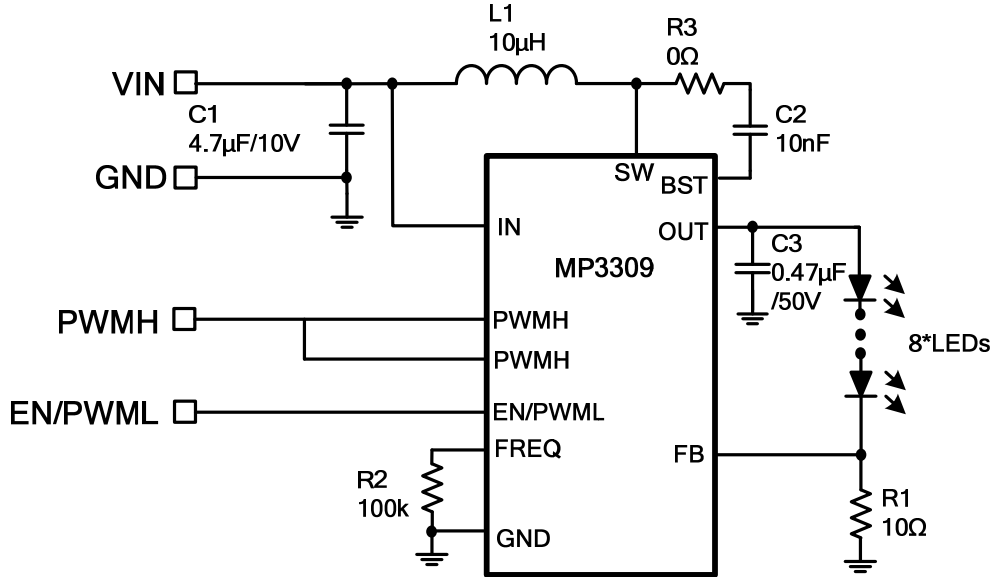 L1
10μH
R3
0Ω
VIN
C1
4.7μF/10V
C2
10nF
GND
SW
BST
IN
OUT
C3
0.47μF
/50V
MP3309
PWMH
PWMH
8*LEDs
PWMH
EN/PWML
EN/PWML
FREQ
FB
R2
100k
R1
10Ω
GND